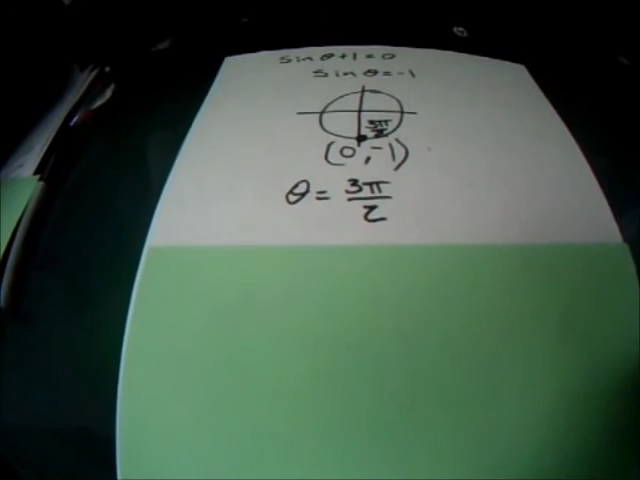 sin θ+1=0
sin θ=-1
3π/2
(0,-1)
θ = 3π/2